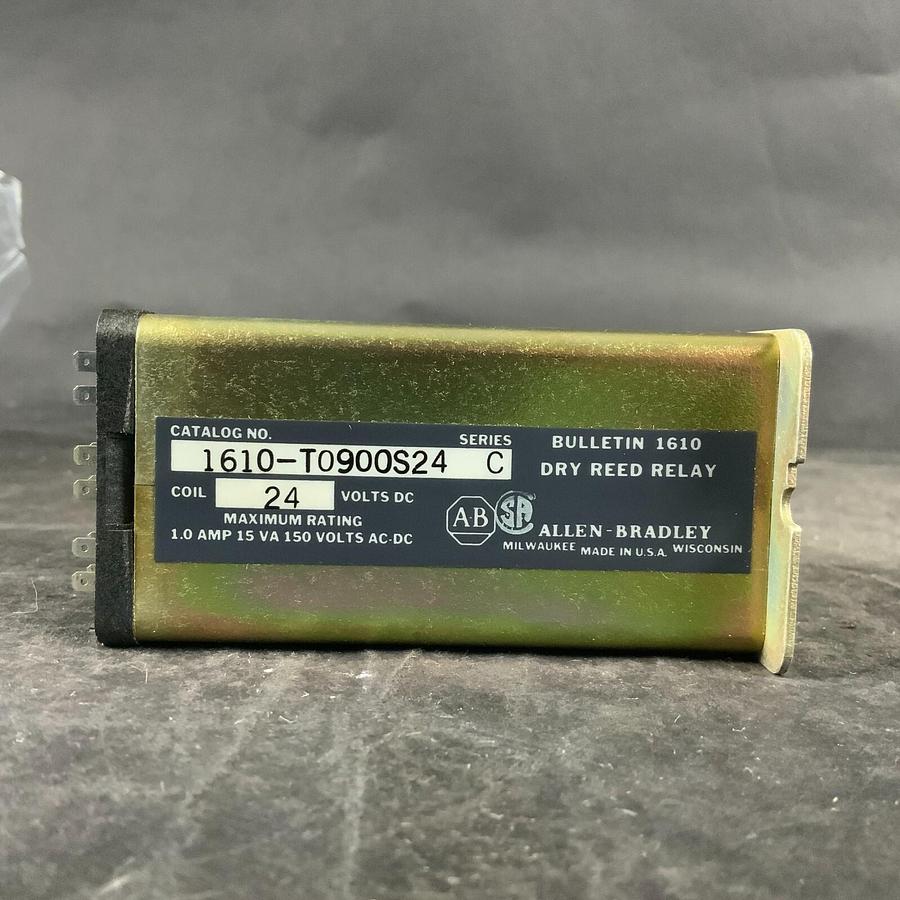 CATALOG NO. SERIES
1610-T0900S24 C
COIL 24 VOLTS DC
MAXIMUM RATING
1.0 AMP 15 VA 150 VOLTS AC-DC
BULLETIN 1610
DRY REED RELAY
A-B SA
ALLEN-BRADLEY
MILWAUKEE MADE IN U.S.A. WISCONSIN